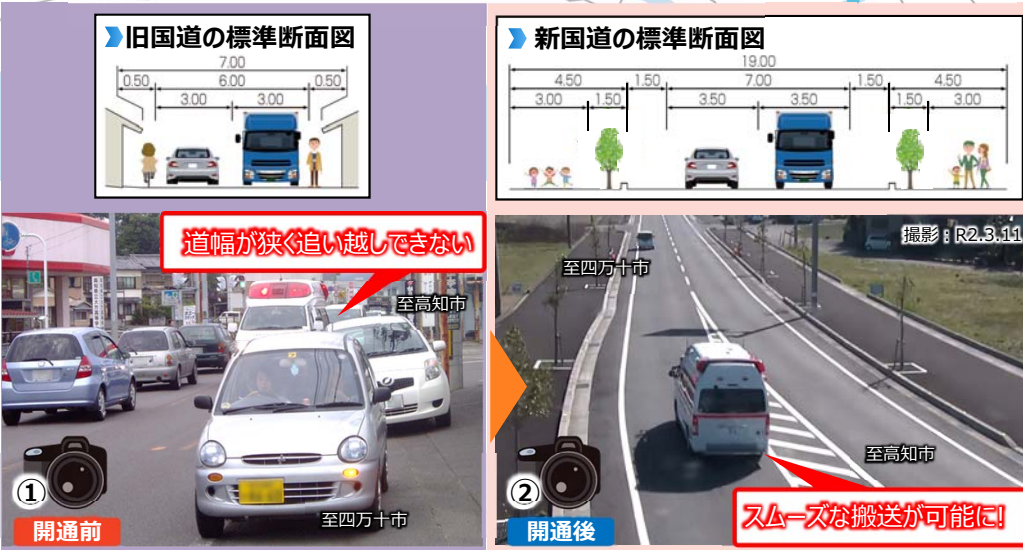 旧国道の標準断面図
7.00
0.50 6.00 0.50
3.00 3.00
新国道の標準断面図
19.00
4.50 1.50 7.00 1.50 4.50
3.00 1.50 3.50 3.50 1.50 3.00
道幅が狭く追い越しできない
至高知市
至四万十市
①
開通前
撮影：R2.3.11
至四万十市
至高知市
②
開通後
スムーズな搬送が可能に!